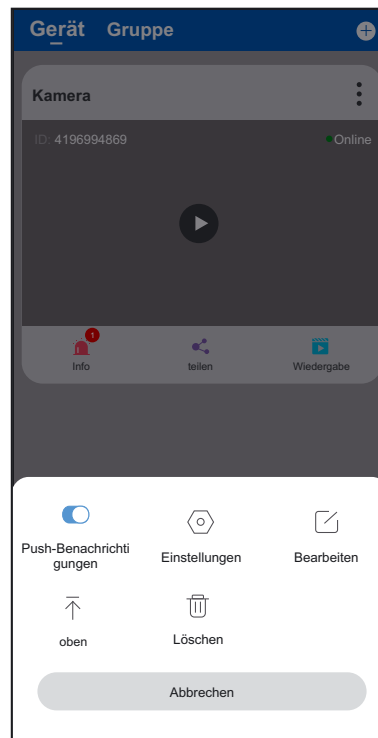 Gerät Gruppe
Kamera
ID: 4196994869 Online
1
Info teilen Wiedergabe
Push-Benachrichti
gungen Einstellungen Bearbeiten
oben Löschen
Abbrechen